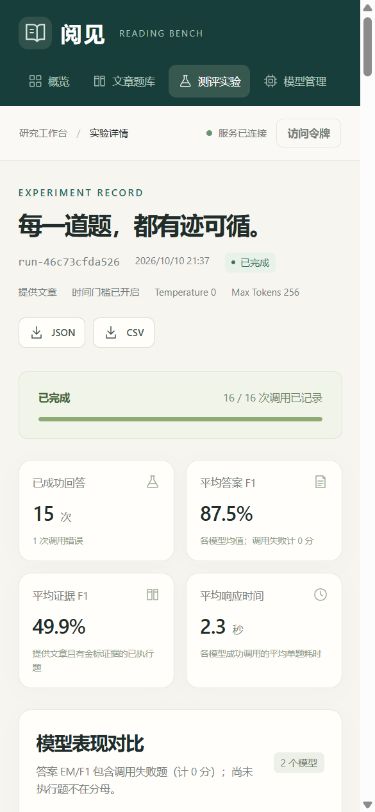 阅见 READING BENCH
概览 文章题库 测评实验 模型管理
研究工作台 / 实验详情 服务已连接 访问令牌
EXPERIMENT RECORD
每一道题，都有迹可循。
run-46c73cfda526 2026/10/10 21:37 已完成
提供文章 时间门槛已开启 Temperature 0 Max Tokens 256
JSON CSV
已完成 16 / 16 次调用已记录
已成功回答
15 次
1 次调用错误
平均答案 F1
87.5%
各模型均值；调用失败计 0 分
平均证据 F1
49.9%
提供文章且有金标证据的已执行
题
平均响应时间
2.3 秒
各模型成功调用的平均单题耗时
模型表现对比
答案 EM/F1 包含调用失败题（计 0 分）；尚未
执行题不在分母。
2 个模型